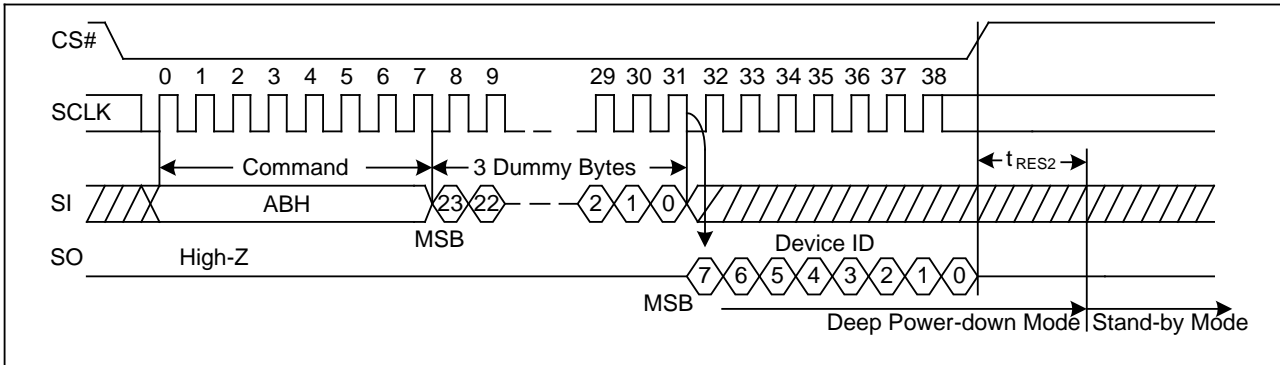 CS#
0 1 2 3 4 5 6 7 8 9 29 30 31 32 33 34 35 36 37 38
SCLK
Command 3 Dummy Bytes tRES2
SI ABH 23 22 2 1 0
MSB
SO High-Z Device ID
7 6 5 4 3 2 1 0
MSB
Deep Power-down Mode Stand-by Mode